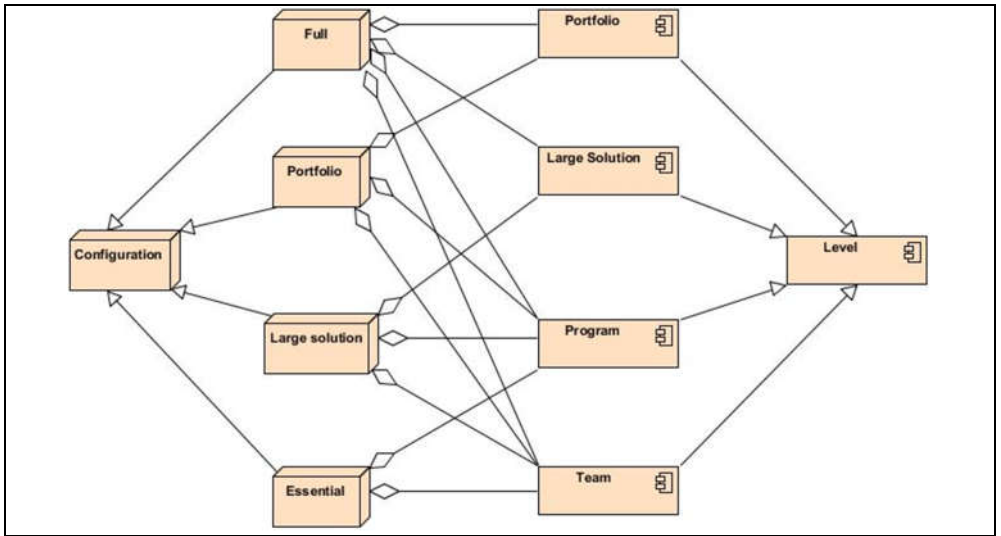 Full
Portfolio
Portfolio
Large Solution
Configuration
Level
Large solution
Program
Essential
Team